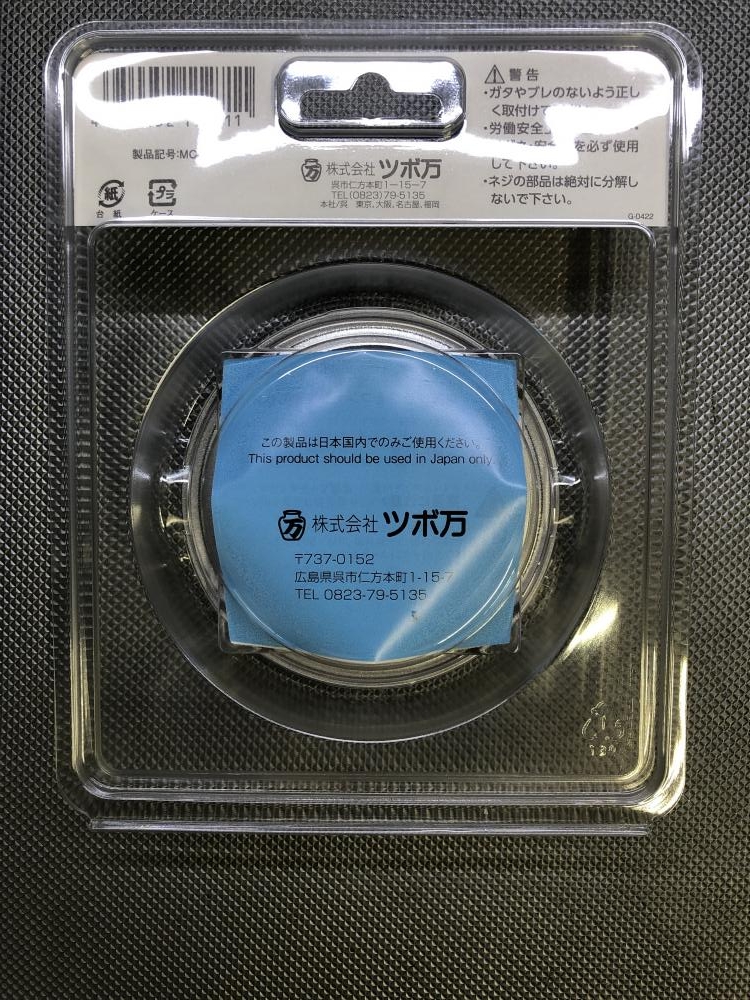 製品記号:MC
台 紙
プラ
ケース
株式会社 ツボ万
呉市仁方本町1-15-7
TEL(0823)79-5135
本社/呉 東京、大阪、名古屋、福岡
警告
・ガタやブレのないよう正し
く取付けて
・労働安全
を必ず使用
して下さい。
・ネジの部品は絶対に分解し
ないで下さい。
G-0422
この製品は日本国内でのみご使用ください。
This product should be used in Japan only.
万 株式会社 ツボ万
〒737-0152
広島県呉市仁方本町1-15-7
TEL 0823-79-5135